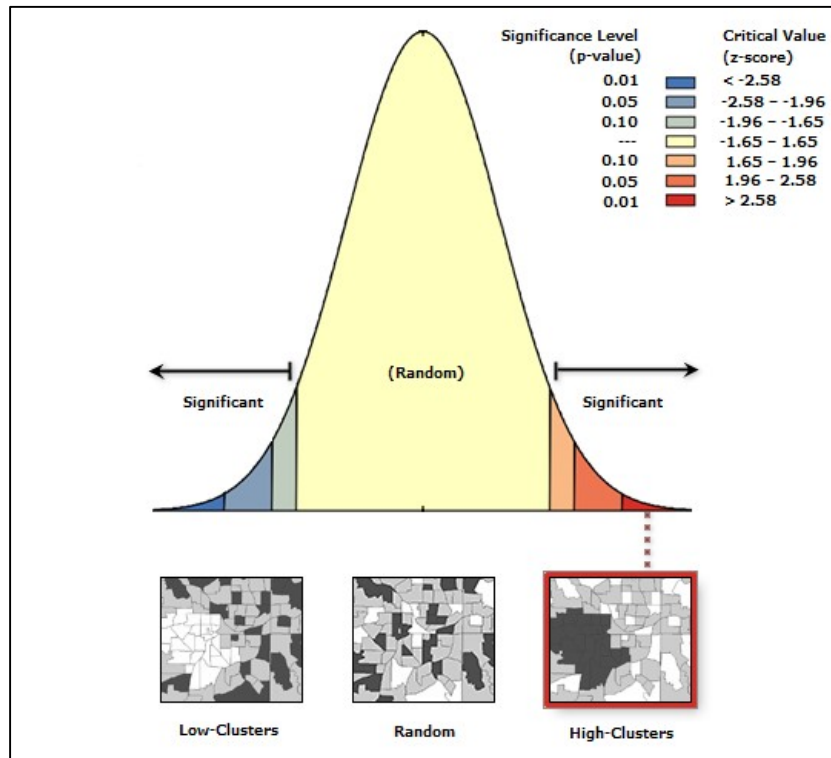 Significance Level Critical Value
(p-value) (z-score)
0.01 < -2.58
0.05 -2.58 – -1.96
0.10 -1.96 – -1.65
--- -1.65 – 1.65
0.10 1.65 – 1.96
0.05 1.96 – 2.58
0.01 > 2.58
(Random)
Significant Significant
Low-Clusters Random High-Clusters